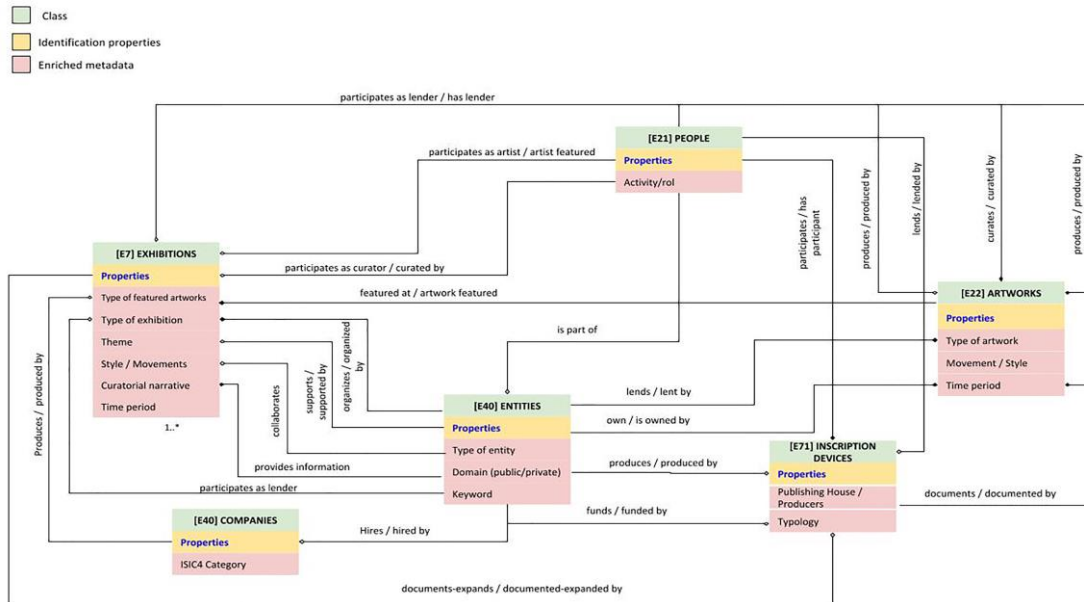 Class
Identification properties
Enriched metadata
participates as lender / has lender
[E21] PEOPLE
Properties
Activity/rol
participates as artist / artist featured
participates as curator / curated by
participates / has
participant
produces / produced by
lends / lended by
curates / curated by
produces / produced by
[E7] EXHIBITIONS
Properties
Type of featured artworks
Type of exhibition
Theme
Style / Movements
Curatorial narrative
Time period
1..*
featured at / artwork featured
[E22] ARTWORKS
Properties
Type of artwork
Movement / Style
Time period
is part of
Produces / produced by
collaborates
supports /
supported by
organizes / organized
by
[E40] ENTITIES
Properties
Type of entity
Domain (public/private)
Keyword
lends / lent by
own / is owned by
produces / produced by
provides information
participates as lender
[E71] INSCRIPTION
DEVICES
Properties
Publishing House /
Producers
Typology
documents / documented by
funds / funded by
Hires / hired by
[E40] COMPANIES
Properties
ISIC4 Category
documents-expands / documented-expanded by